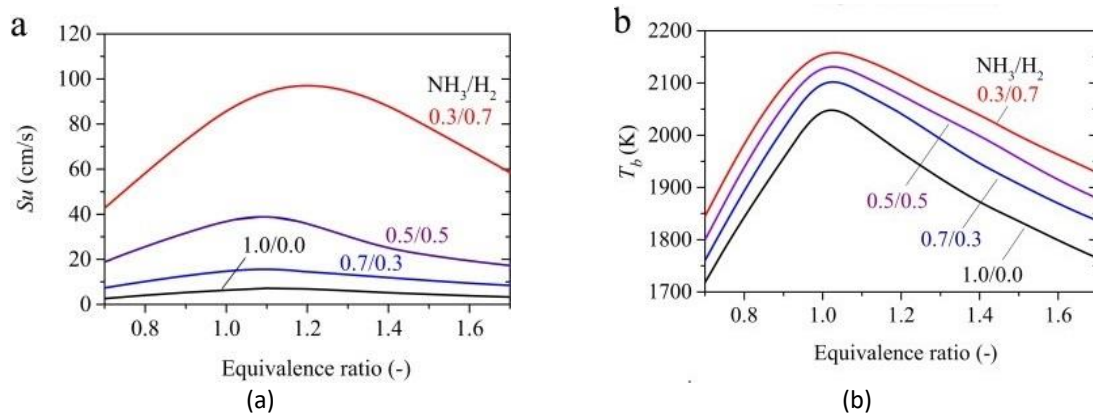 a
120
100
80
60
40
20
0
Su (cm/s)
NH3/H2
0.3/0.7
0.5/0.5
1.0/0.0
0.7/0.3
0.8 1.0 1.2 1.4 1.6
Equivalence ratio (-)
(a)
b
2200
2100
2000
1900
1800
1700
T_b (K)
NH3/H2
0.3/0.7
0.5/0.5
0.7/0.3
1.0/0.0
0.8 1.0 1.2 1.4 1.6
Equivalence ratio (-)
(b)